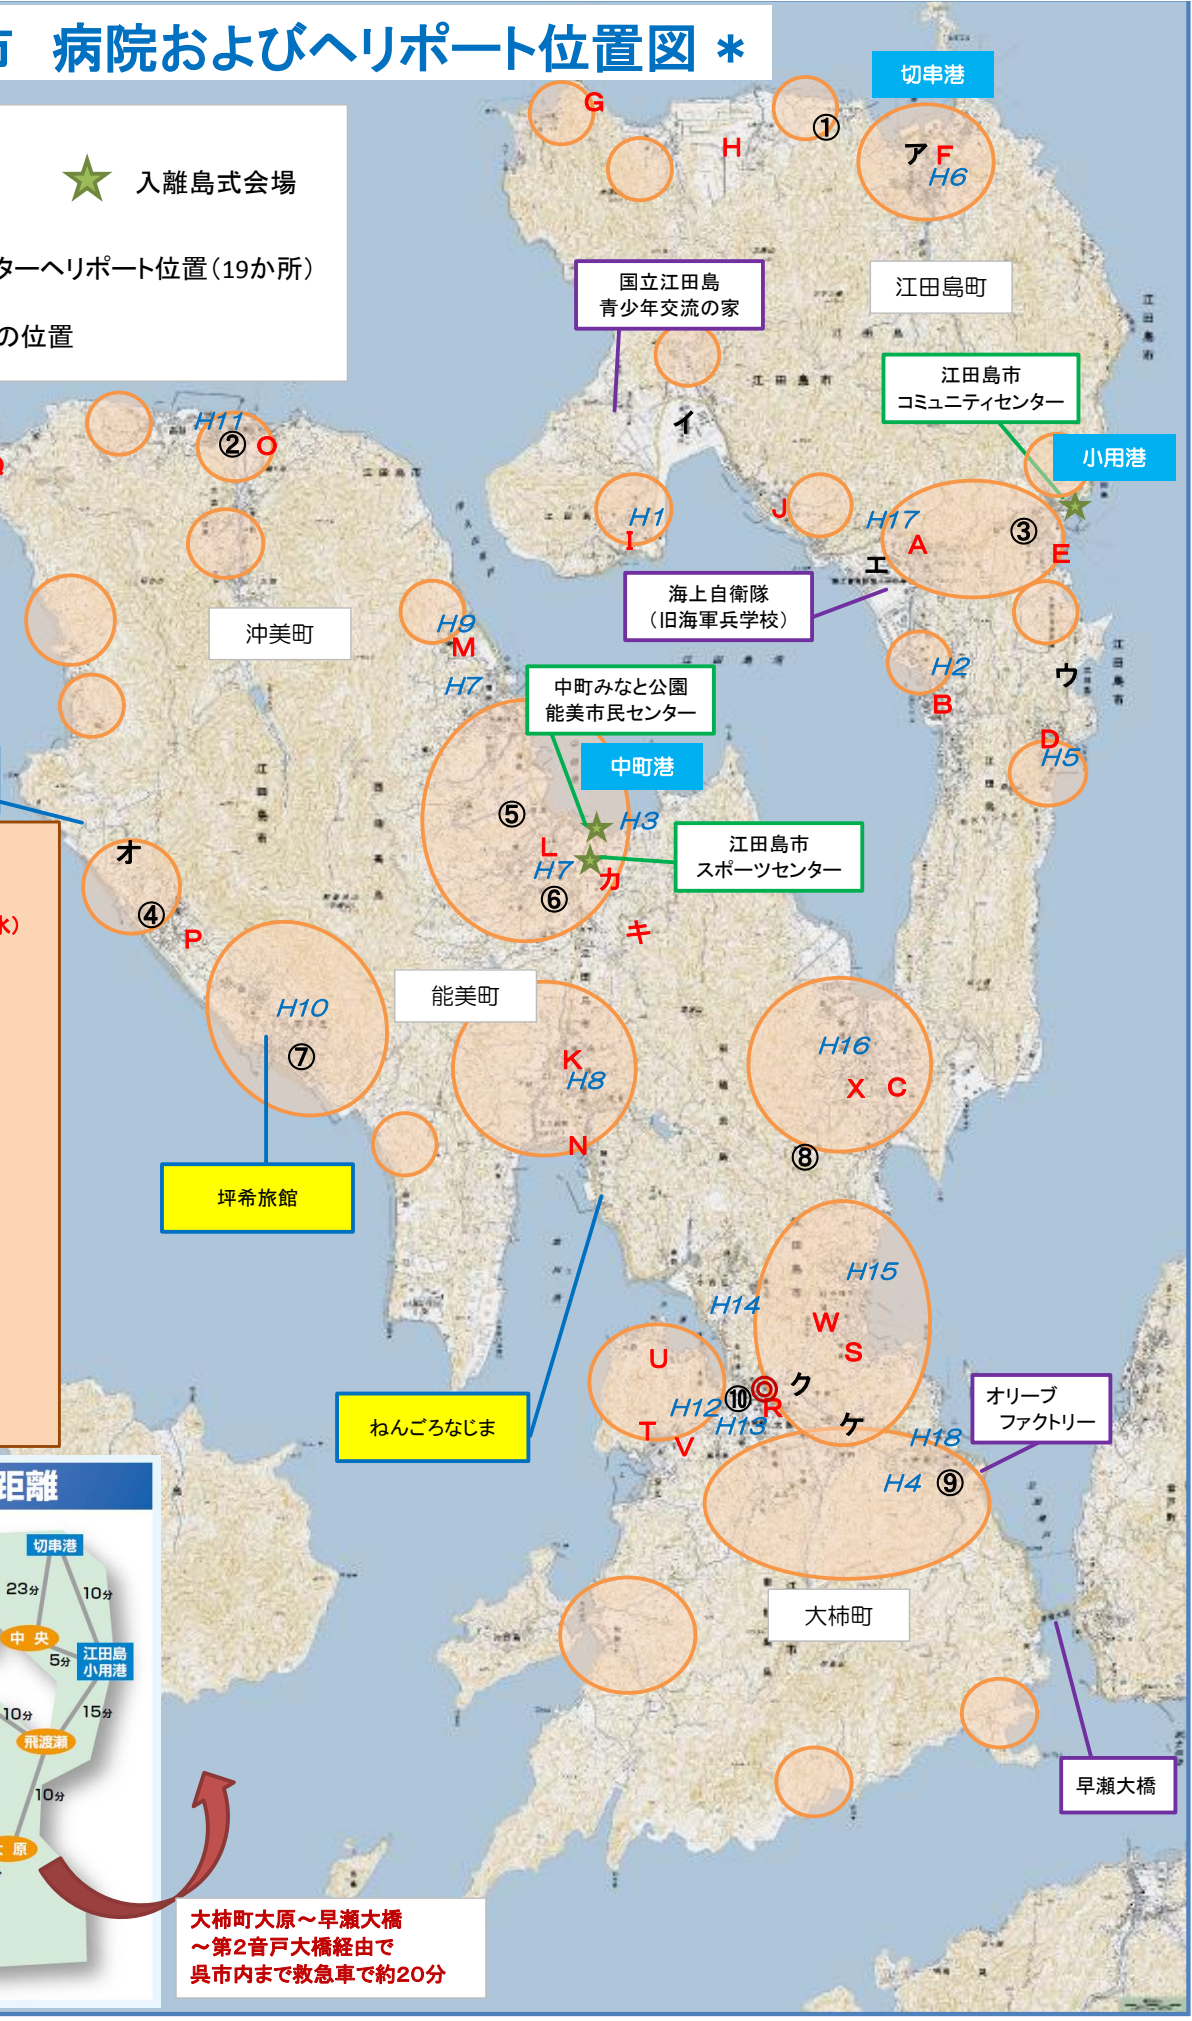 市 病院およびヘリポート位置図 *
入離島式会場
ターヘリポート位置（19か所）
の位置
切串港
G
①
H
ア F
H6
国立江田島
青少年交流の家
江田島町
江田島市
コミュニティセンター
小用港
イ
H11
② O
江田島市
J
H1
I
H17
A
③
E
エ
海上自衛隊
（旧海軍兵学校）
沖美町
H9
M
H7
H2
B
ウ
D
H5
中町みなと公園
能美市民センター
中町港
⑤
H3
L
H7
カ
⑥
キ
江田島市
スポーツセンター
オ
④
P
水）
能美町
H10
⑦
K
H8
N
H16
X C
⑧
坪希旅館
H15
H14
W
S
U
⑩ ◎ ク
R
H12
H13
T
V
ケ
H18
H4 ⑨
オリーブ
ファクトリー
ねんごろなじま
大柿町
早瀬大橋
距離
切串港
23分
10分
中 央
5分
江田島
小用港
10分
15分
飛渡瀬
10分
大 原
大柿町大原～早瀬大橋
～第2音戸大橋経由で
呉市内まで救急車で約20分